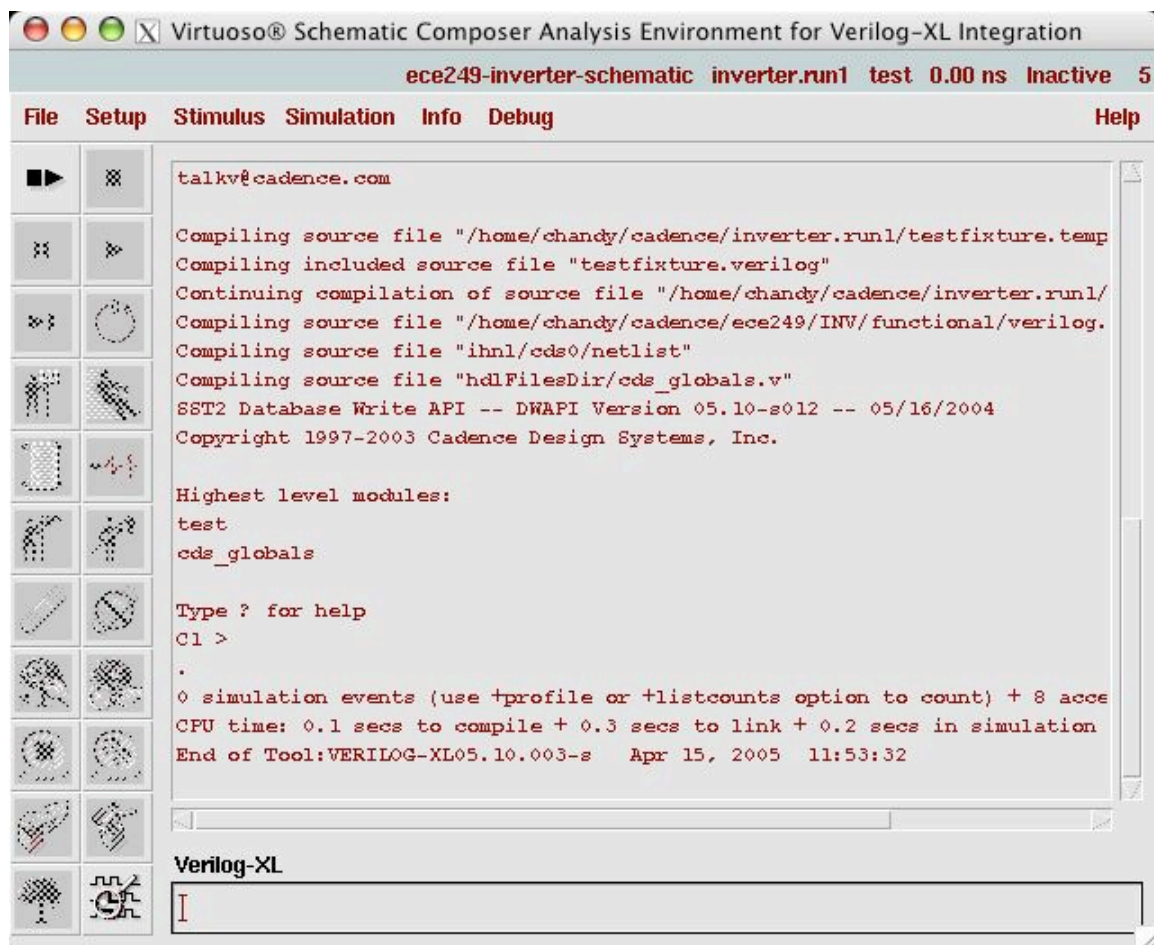 Virtuoso® Schematic Composer Analysis Environment for Verilog-XL Integration
ece249-inverter-schematic inverter.run1 test 0.00 ns Inactive 5
File Setup Stimulus Simulation Info Debug Help
talkv@cadence.com
Compiling source file "/home/chandy/cadence/inverter.run1/testfixture.temp
Compiling included source file "testfixture.verilog"
Continuing compilation of source file "/home/chandy/cadence/inverter.run1/
Compiling source file "/home/chandy/cadence/ece249/INV/functional/verilog.
Compiling source file "ihnl/cds0/netlist"
Compiling source file "hdlFilesDir/cds_globals.v"
SST2 Database Write API -- DWAPI Version 05.10-s012 -- 05/16/2004
Copyright 1997-2003 Cadence Design Systems, Inc.
Highest level modules:
test
cds_globals
Type ? for help
C1 >
.
0 simulation events (use +profile or +listcounts option to count) + 8 acce
CPU time: 0.1 secs to compile + 0.3 secs to link + 0.2 secs in simulation
End of Tool:VERILOG-XL05.10.003-s Apr 15, 2005 11:53:32
Verilog-XL